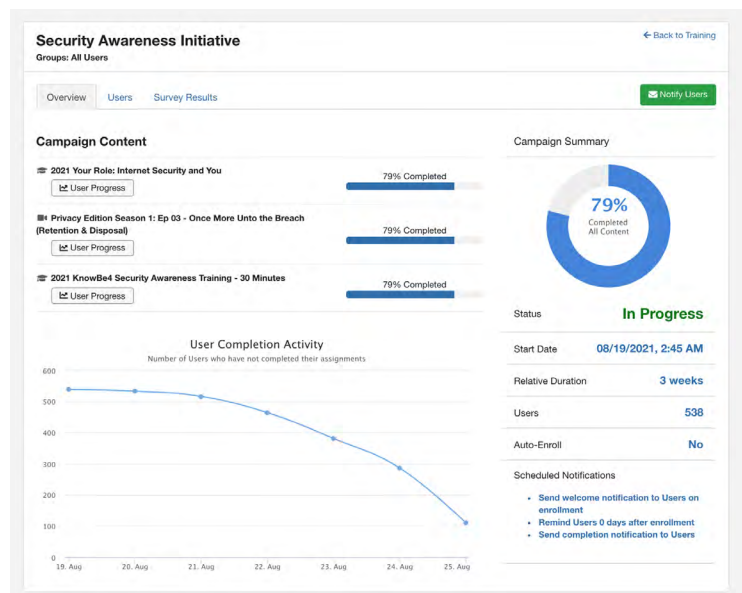 Security Awareness Initiative
← Back to Training
Groups: All Users
Overview
Users
Survey Results
Notify Users
Campaign Content
2021 Your Role: Internet Security and You
User Progress
79% Completed
Privacy Edition Season 1: Ep 03 - Once More Unto the Breach
(Retention & Disposal)
User Progress
79% Completed
2021 KnowBe4 Security Awareness Training - 30 Minutes
User Progress
79% Completed
User Completion Activity
Number of Users who have not completed their assignments
600
500
400
300
200
100
0
19. Aug
20. Aug
21. Aug
22. Aug
23. Aug
24. Aug
25. Aug
Campaign Summary
79%
Completed
All Content
Status
In Progress
Start Date
08/19/2021, 2:45 AM
Relative Duration
3 weeks
Users
538
Auto-Enroll
No
Scheduled Notifications
• Send welcome notification to Users on
enrollment
• Remind Users 0 days after enrollment
• Send completion notification to Users